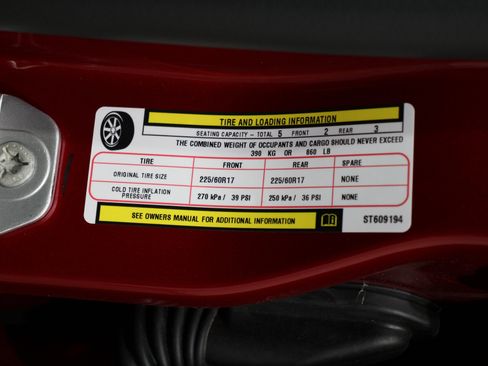 TIRE AND LOADING INFORMATION
SEATING CAPACITY - TOTAL 5 FRONT 2 REAR 3
THE COMBINED WEIGHT OF OCCUPANTS AND CARGO SHOULD NEVER EXCEED
390 KG OR 860 LB
TIRE FRONT REAR SPARE
ORIGINAL TIRE SIZE 225/60R17 225/60R17 NONE
COLD TIRE INFLATION PRESSURE 270 kPa / 39 PSI 250 kPa / 36 PSI NONE
SEE OWNERS MANUAL FOR ADDITIONAL INFORMATION ST609194